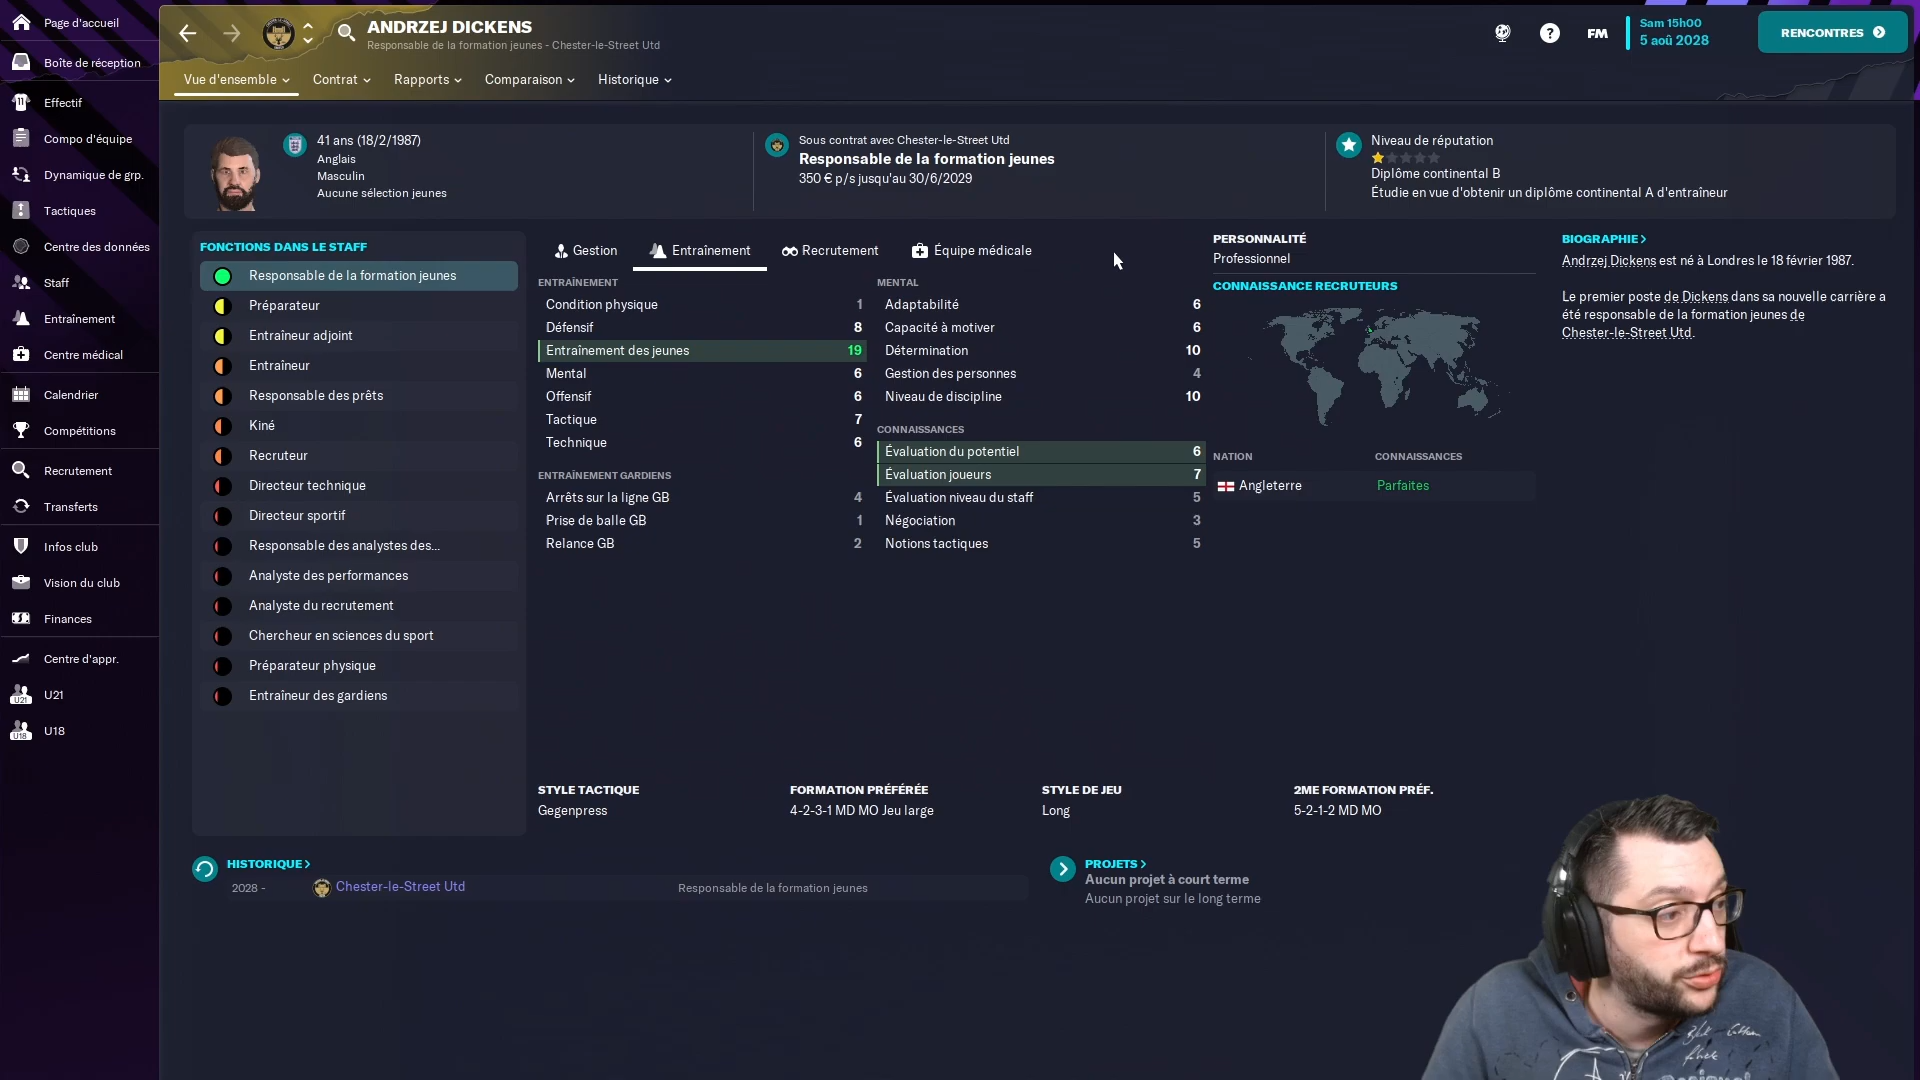 Page d'accueil
Boîte de réception
Effectif
Compo d'équipe
Dynamique de grp.
Tactiques
Centre des données
Staff
Entraînement
Centre médical
Calendrier
Compétitions
Recrutement
Transferts
Infos club
Vision du club
Finances
Centre d'appr.
U21
U18
ANDRZEJ DICKENS
Responsable de la formation jeunes - Chester-le-Street Utd
FM
Sam 15h00
5 aoû 2028
RENCONTRES
Vue d'ensemble
Contrat
Rapports
Comparaison
Historique
41 ans (18/2/1987)
Anglais
Masculin
Aucune sélection jeunes
Sous contrat avec Chester-le-Street Utd
Responsable de la formation jeunes
350 € p/s jusqu'au 30/6/2029
Niveau de réputation
Diplôme continental B
Étudie en vue d'obtenir un diplôme continental A d'entraîneur
FONCTIONS DANS LE STAFF
Responsable de la formation jeunes
Préparateur
Entraîneur adjoint
Entraîneur
Responsable des prêts
Kiné
Recruteur
Directeur technique
Directeur sportif
Responsable des analystes des...
Analyste des performances
Analyste du recrutement
Chercheur en sciences du sport
Préparateur physique
Entraîneur des gardiens
Gestion
Entraînement
Recrutement
Équipe médicale
ENTRAÎNEMENT
Condition physique 1
Défensif 8
Entraînement des jeunes 19
Mental 6
Offensif 6
Tactique 7
Technique 6
ENTRAÎNEMENT GARDIENS
Arrêts sur la ligne GB 4
Prise de balle GB 1
Relance GB 2
MENTAL
Adaptabilité 6
Capacité à motiver 6
Détermination 10
Gestion des personnes 4
Niveau de discipline 10
CONNAISSANCES
Évaluation du potentiel 6
Évaluation joueurs 7
Évaluation niveau du staff 5
Négociation 3
Notions tactiques 5
PERSONNALITÉ
Professionnel
CONNAISSANCE RECRUTEURS
NATION CONNAISSANCES
Angleterre Parfaites
BIOGRAPHIE
Andrzej Dickens est né à Londres le 18 février 1987.
Le premier poste de Dickens dans sa nouvelle carrière a
été responsable de la formation jeunes de
Chester-le-Street Utd.
STYLE TACTIQUE
Gegenpress
FORMATION PRÉFÉRÉE
4-2-3-1 MD MO Jeu large
STYLE DE JEU
Long
2ME FORMATION PRÉF.
5-2-1-2 MD MO
HISTORIQUE
2028 - Chester-le-Street Utd Responsable de la formation jeunes
PROJETS
Aucun projet à court terme
Aucun projet sur le long terme